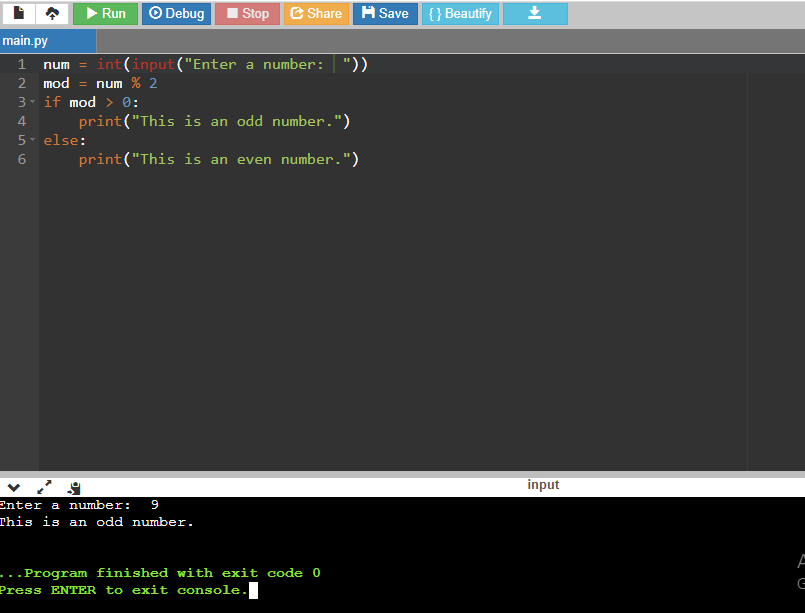 Run Debug Stop Share Save { } Beautify
main.py
1 num = int(input("Enter a number:  "))
2 mod = num % 2
3 if mod > 0:
4     print("This is an odd number.")
5 else:
6     print("This is an even number.")
input
Enter a number:  9
This is an odd number.
...Program finished with exit code 0
Press ENTER to exit console.